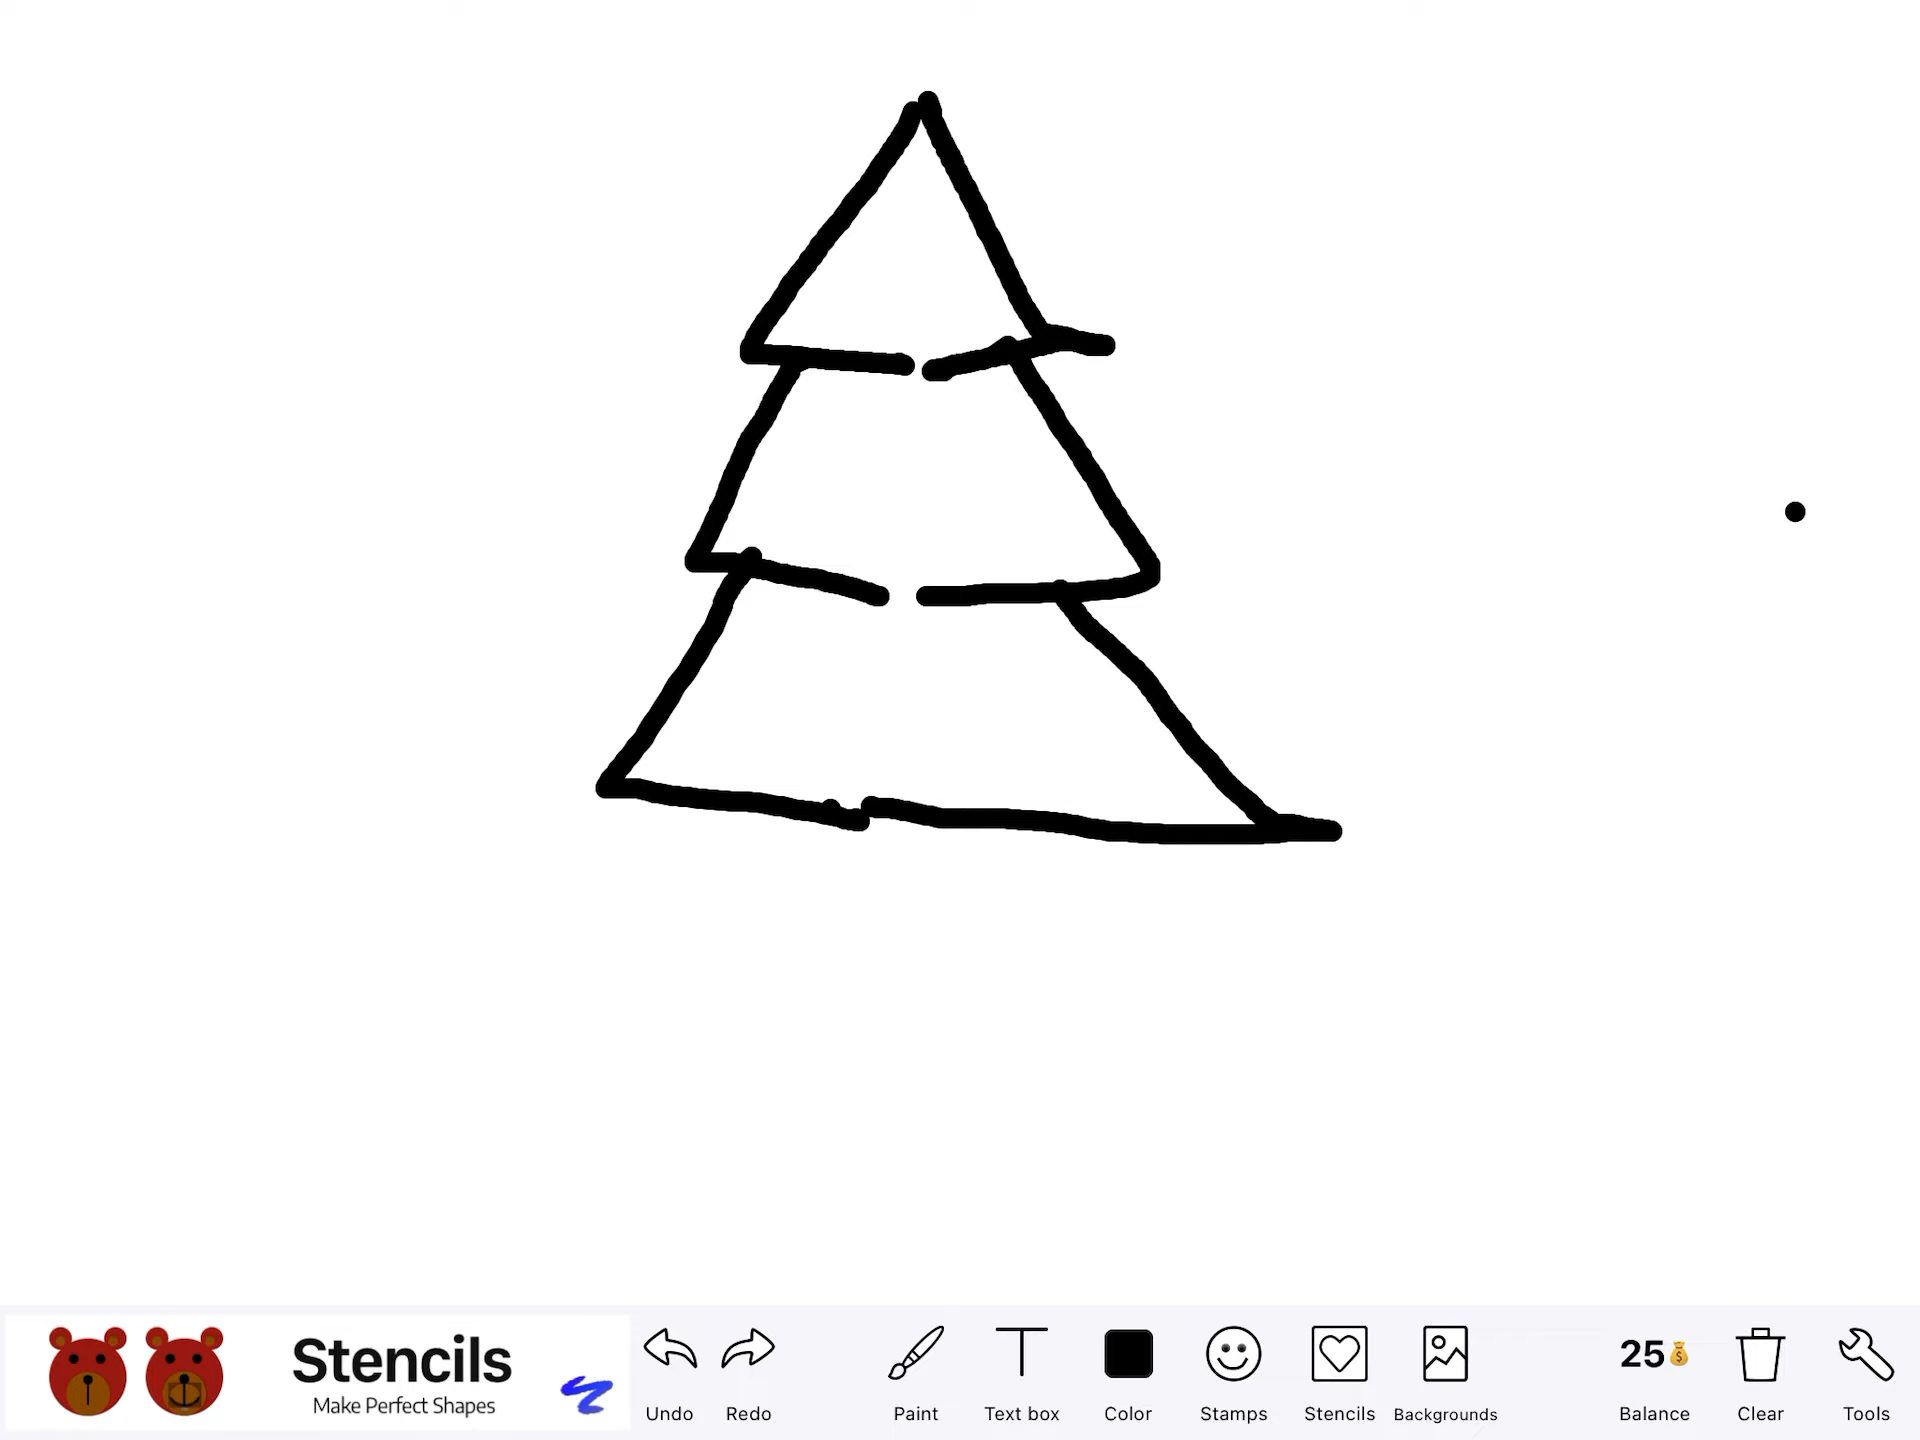 Stencils
Make Perfect Shapes
Undo
Redo
Paint
Text box
Color
Stamps
Stencils
Backgrounds
25
Balance
Clear
Tools